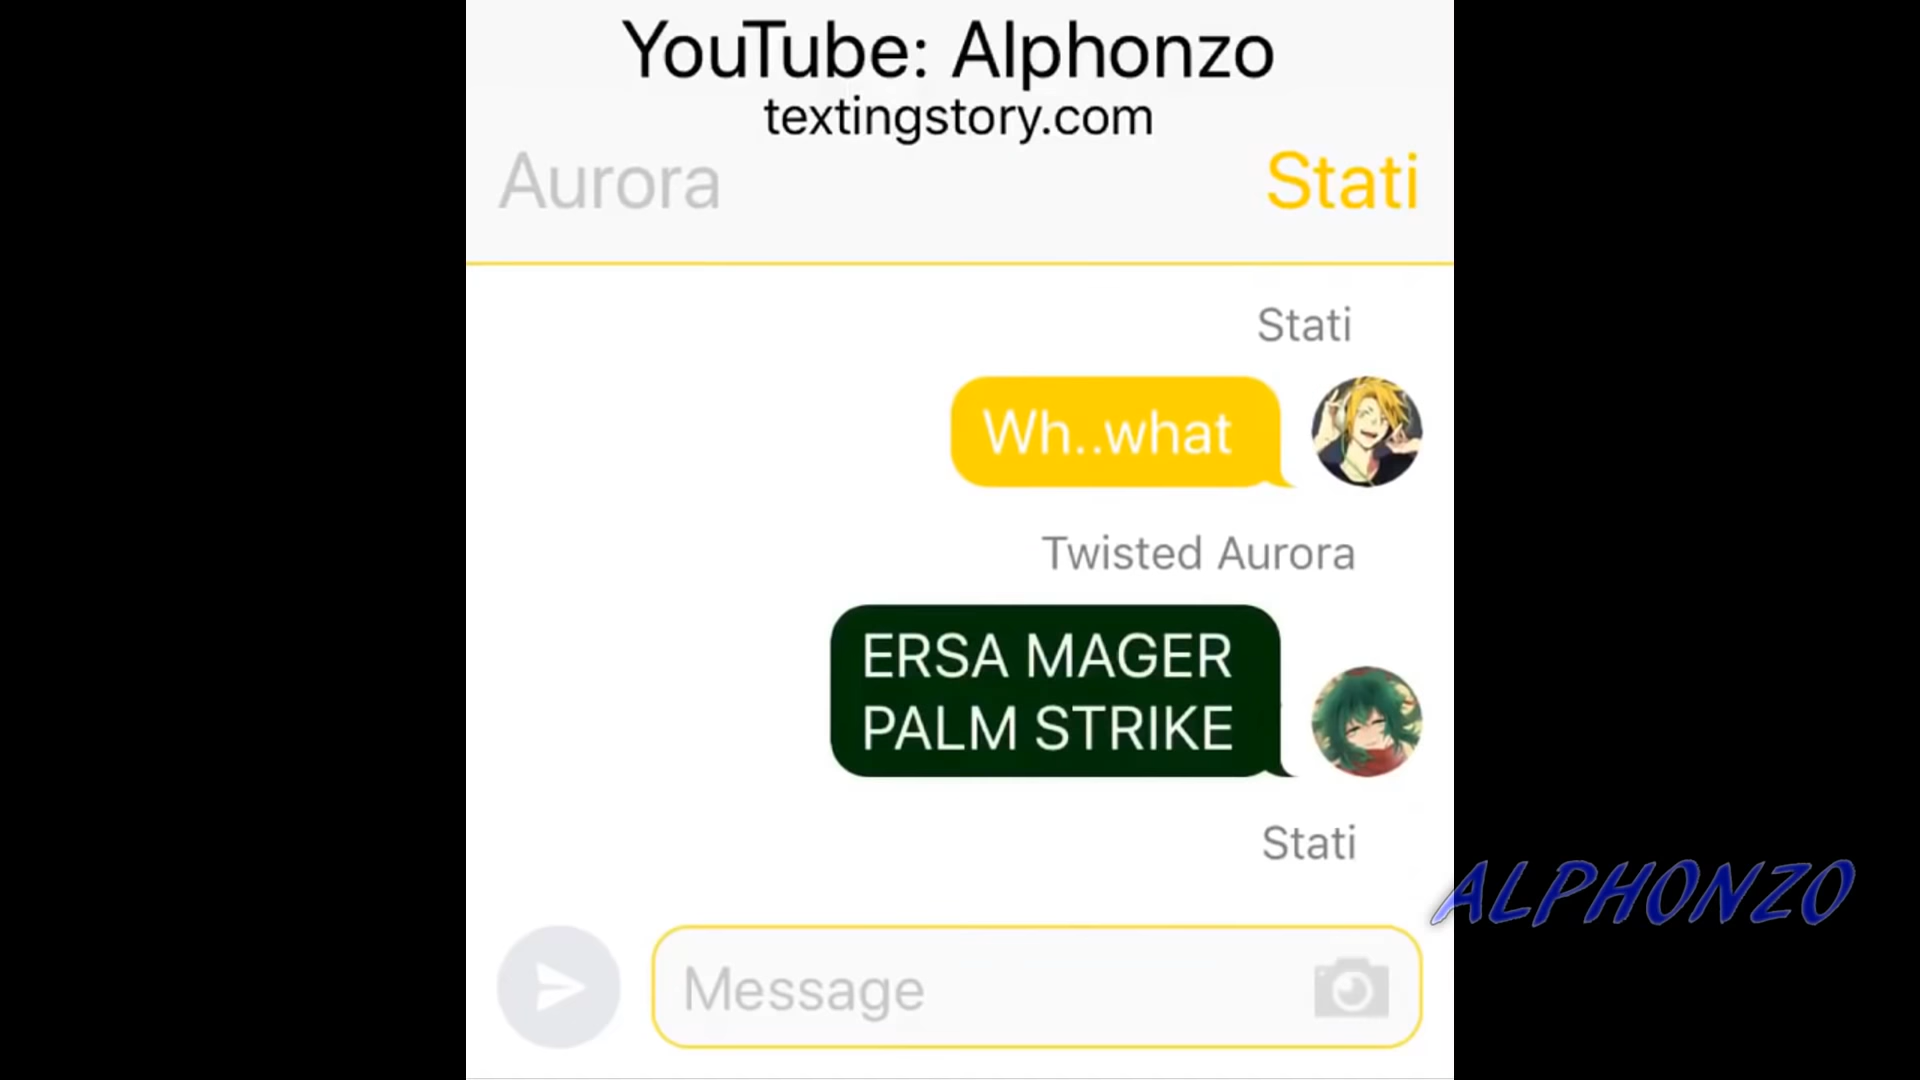 YouTube: Alphonzo
textingstory.com
Aurora
Stati
Stati
Wh..what
Twisted Aurora
ERSA MAGER
PALM STRIKE
Stati
ALPHONZO
Message